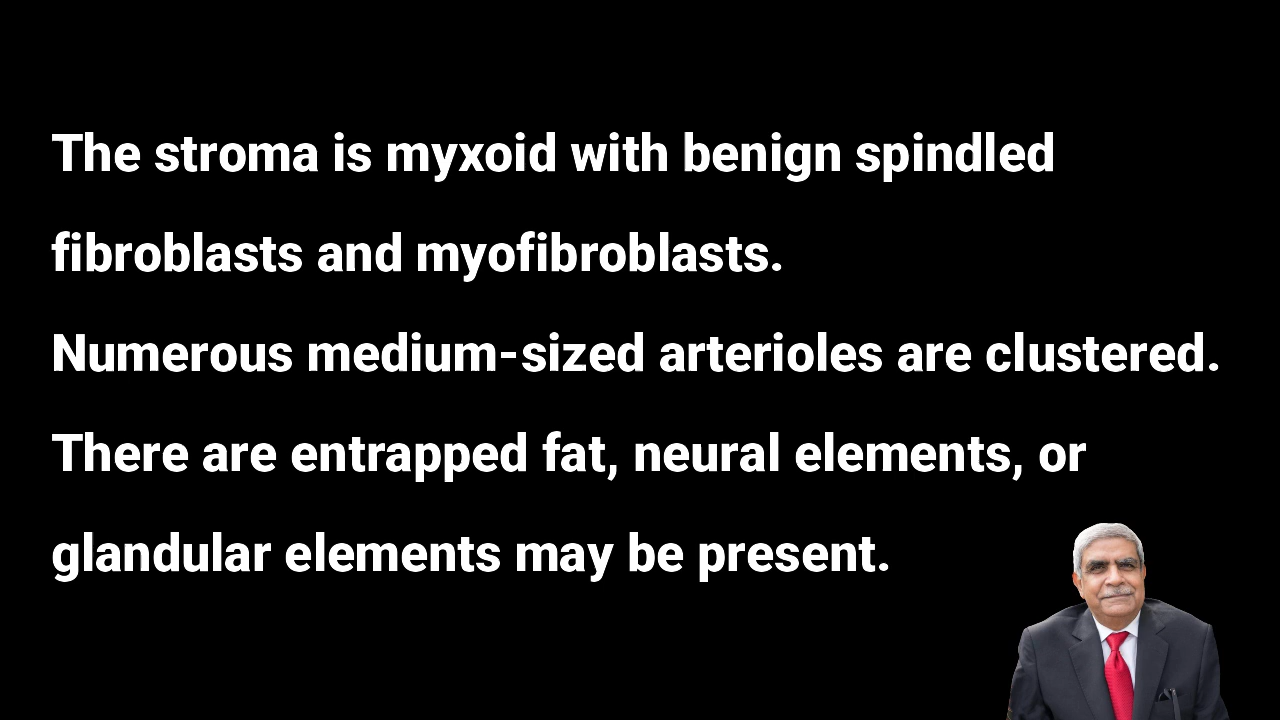 The stroma is myxoid with benign spindled
fibroblasts and myofibroblasts.
Numerous medium-sized arterioles are clustered.
There are entrapped fat, neural elements, or
glandular elements may be present.